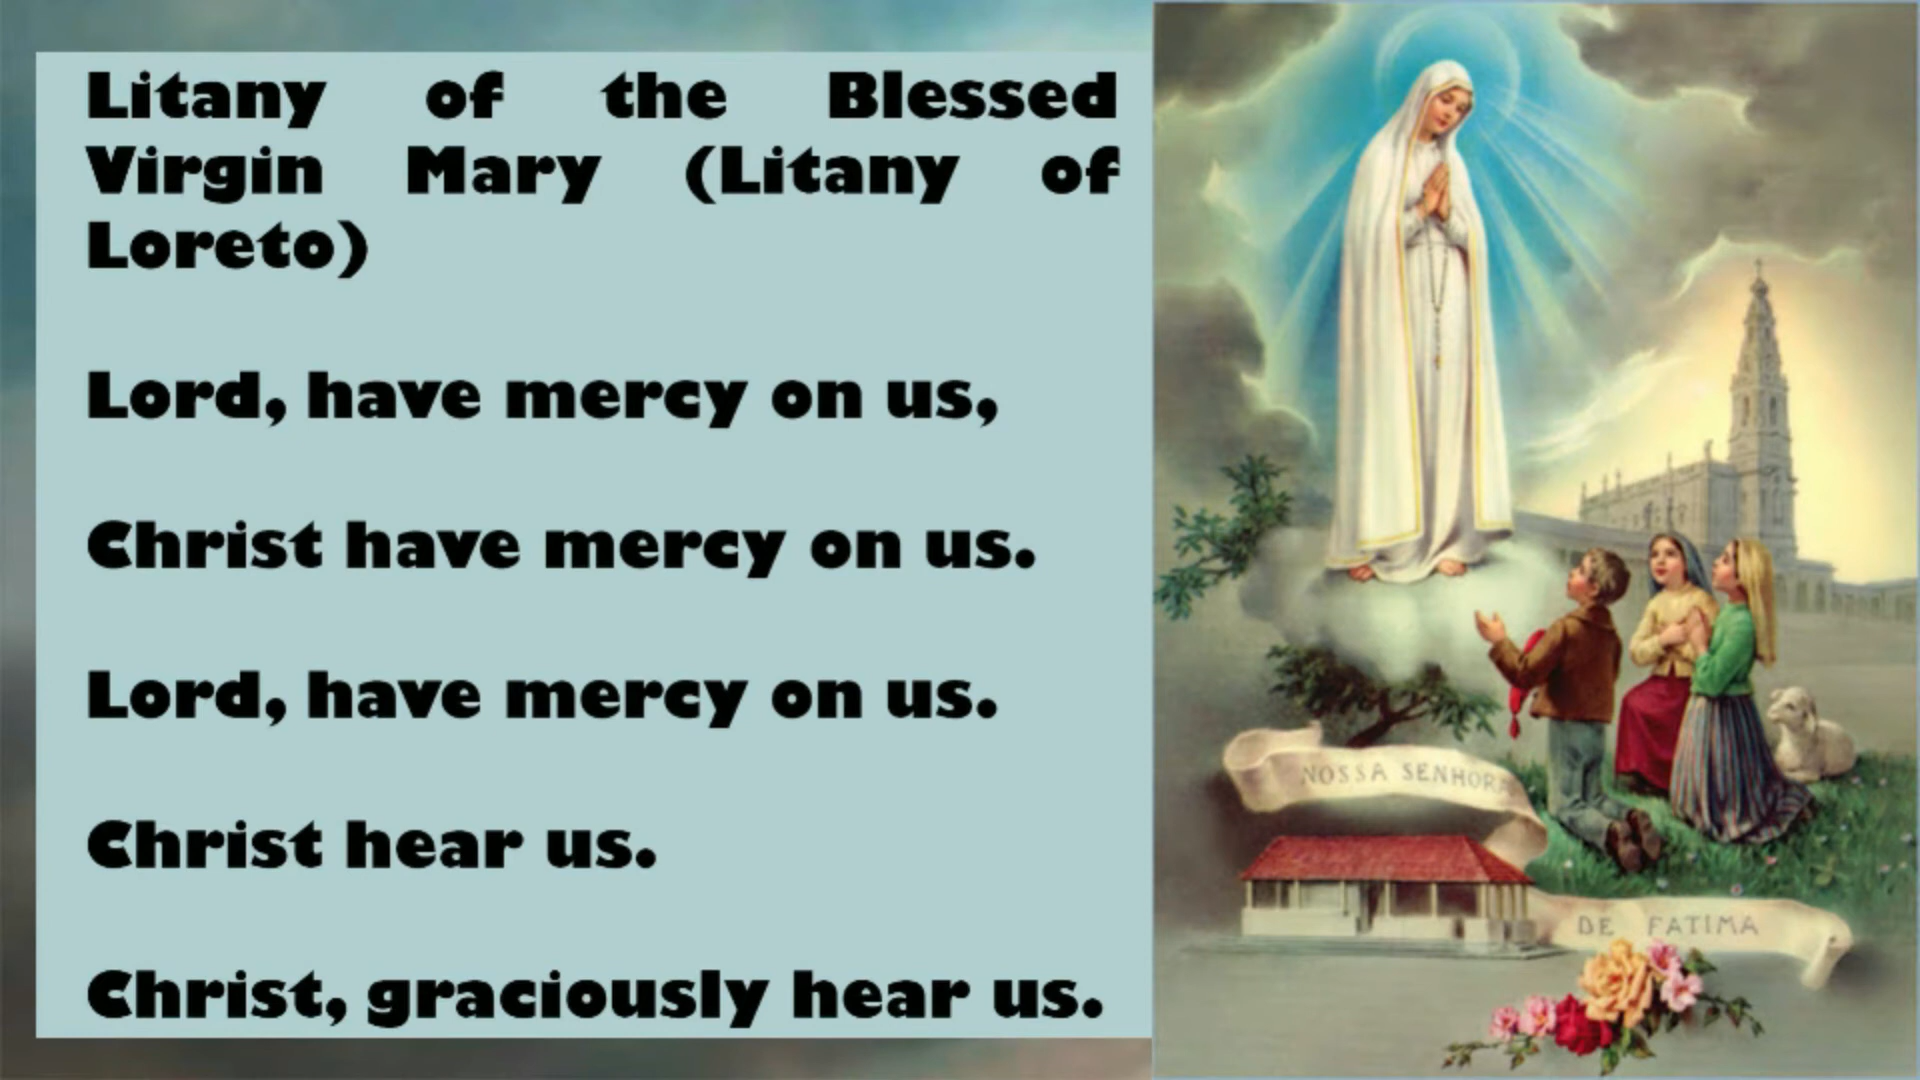 Litany of the Blessed
Virgin Mary (Litany of
Loreto)
Lord, have mercy on us,
Christ have mercy on us.
Lord, have mercy on us.
Christ hear us.
Christ, graciously hear us.
NOSSA SENHORA
DE FATIMA